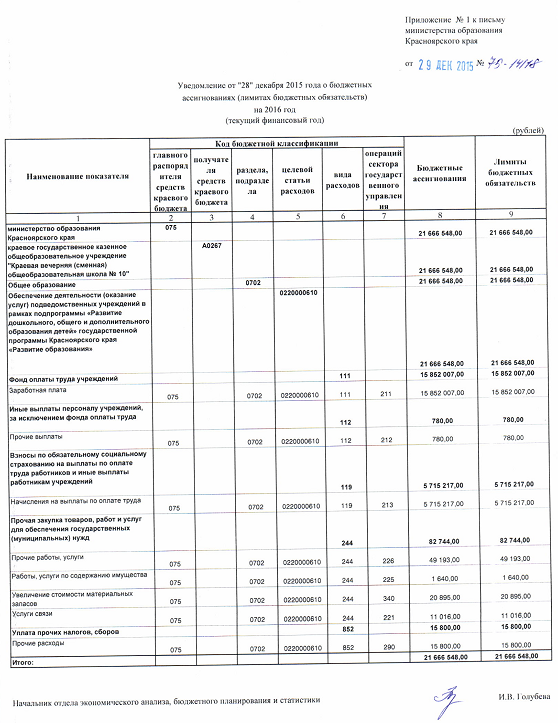 Приложение № 1 к письму
министерства образования
Красноярского края
от 29 ДЕК 2015 № 75-14/18
Уведомление от "28" декабря 2015 года о бюджетных
ассигнованиях (лимитах бюджетных обязательств)
на 2016 год
(текущий финансовый год)
(рублей)
Наименование показателя
Код бюджетной классификации
главного распоряд ителя средств краевого бюджета
получате ля средств краевого бюджета
раздела, подразде ла
целевой статьи расходов
вида расходов
операций сектора государст венного управлен ия
Бюджетные ассигнования
Лимиты бюджетных обязательств
1 2 3 4 5 6 7 8 9
министерство образования 075
Красноярского края 21 666 548,00 21 666 548,00
краевое государственное казенное А0267
общеобразовательное учреждение
"Краевая вечерняя (сменная)
общеобразовательная школа № 10" 21 666 548,00 21 666 548,00
Общее образование 0702 21 666 548,00 21 666 548,00
Обеспечение деятельности (оказание 0220000610
услуг) подведомственных учреждений в
рамках подпрограммы «Развитие
дошкольного, общего и дополнительного
образования детей» государственной
программы Красноярского края
«Развитие образования»
21 666 548,00 21 666 548,00
Фонд оплаты труда учреждений 111 15 852 007,00 15 852 007,00
Заработная плата 075 0702 0220000610 111 211 15 852 007,00 15 852 007,00
Иные выплаты персоналу учреждений,
за исключением фонда оплаты труда 112 780,00 780,00
Прочие выплаты 075 0702 0220000610 112 212 780,00 780,00
Взносы по обязательному социальному
страхованию на выплаты по оплате
труда работников и иные выплаты
работникам учреждений 119 5 715 217,00 5 715 217,00
Начисления на выплаты по оплате труда 075 0702 0220000610 119 213 5 715 217,00 5 715 217,00
Прочая закупка товаров, работ и услуг
для обеспечения государственных
(муниципальных) нужд 244 82 744,00 82 744,00
Прочие работы, услуги 075 0702 0220000610 244 226 49 193,00 49 193,00
Работы, услуги по содержанию имущества 075 0702 0220000610 244 225 1 640,00 1 640,00
Увеличение стоимости материальных
запасов 075 0702 0220000610 244 340 20 895,00 20 895,00
Услуги связи 075 0702 0220000610 244 221 11 016,00 11 016,00
Уплата прочих налогов, сборов 852 15 800,00 15 800,00
Прочие расходы 075 0702 0220000610 852 290 15 800,00 15 800,00
Итого: 21 666 548,00 21 666 548,00
Начальник отдела экономического анализа, бюджетного планирования и статистики И.В. Голубева